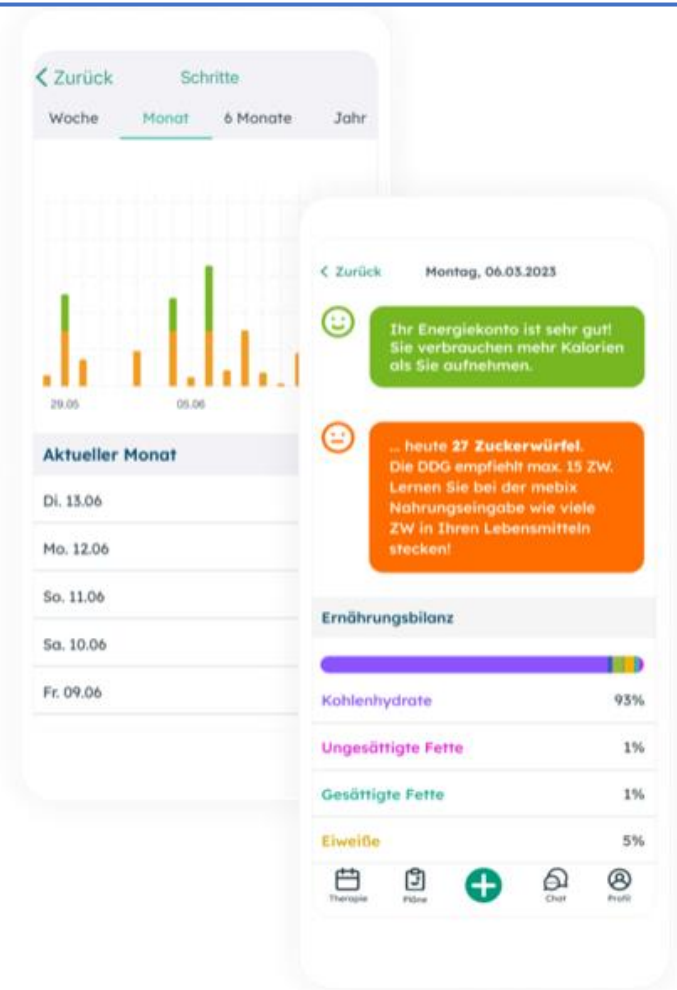 Zurück Schritte
Woche Monat 6 Monate Jahr
29.05 05.06
Aktueller Monat
Di. 13.06
Mo. 12.06
So. 11.06
Sa. 10.06
Fr. 09.06
Zurück Montag, 06.03.2023
Ihr Energiekonto ist sehr gut!
Sie verbrauchen mehr Kalorien
als Sie aufnehmen.
... heute 27 Zuckerwürfel.
Die DDG empfiehlt max. 15 ZW.
Lernen Sie bei der mebix
Nahrungseingabe wie viele
ZW in Ihren Lebensmitteln
stecken!
Ernährungsbilanz
Kohlenhydrate 93%
Ungesättigte Fette 1%
Gesättigte Fette 1%
Eiweiße 5%
Therapie Pläne Chat Profil